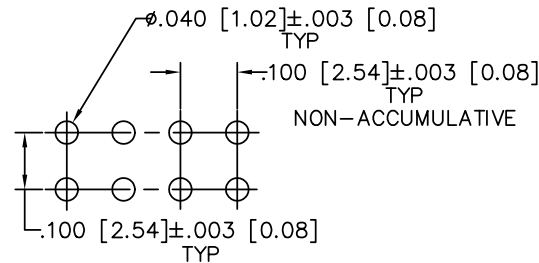 ø.040 [1.02]±.003 [0.08]
TYP
.100 [2.54]±.003 [0.08]
TYP
NON-ACCUMULATIVE
.100 [2.54]±.003 [0.08]
TYP